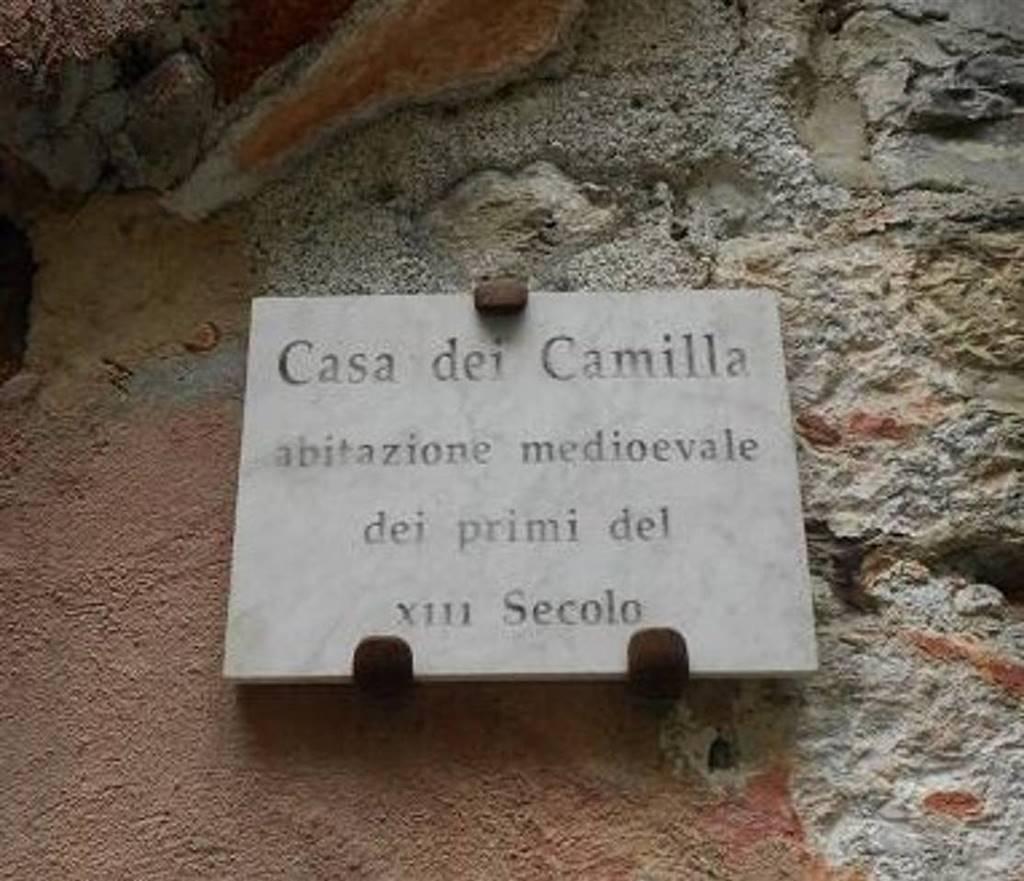 Casa dei Camilla
abitazione medioevale
dei primi del
XIII Secolo